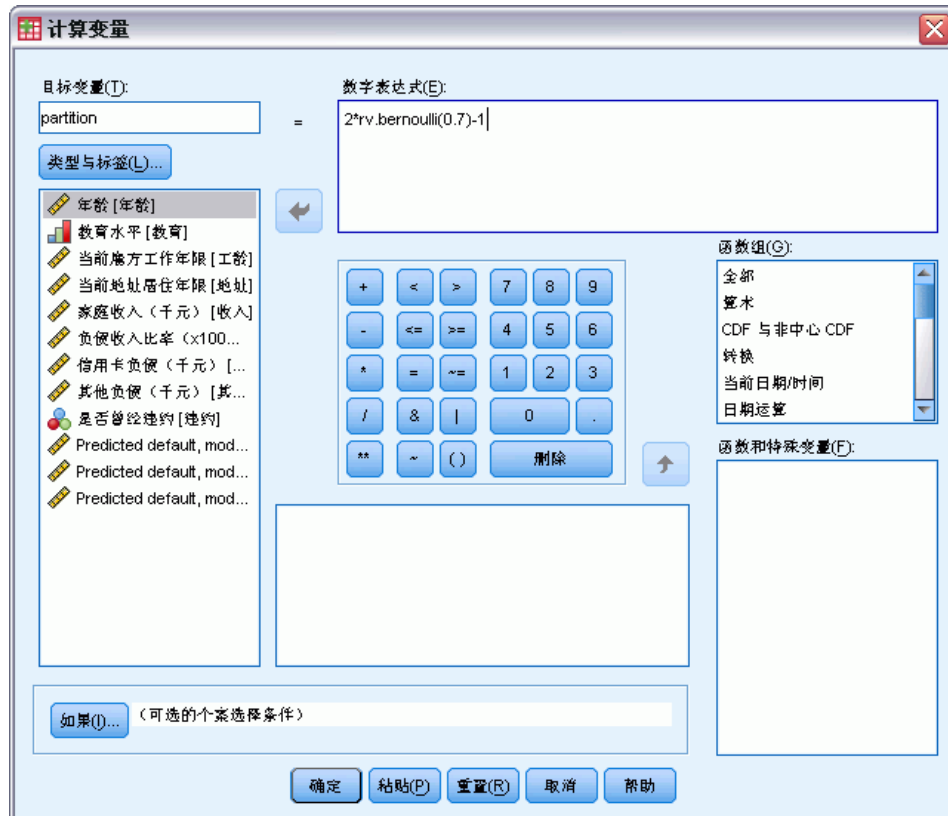 计算变量
目标变量(T):
partition
=
数字表达式(E):
2*rv.bernoulli(0.7)-1
类型与标签(L)...
年龄 [年龄]
教育水平 [教育]
当前雇方工作年限 [工龄]
当前地址居住年限 [地址]
家庭收入（千元） [收入]
负债收入比率（x100...
信用卡负债（千元） [...
其他负债（千元） [其...
是否曾经违约 [违约]
Predicted default, mod...
Predicted default, mod...
Predicted default, mod...
+ < > 7 8 9
- <= >= 4 5 6
* = ~= 1 2 3
/ & | 0 .
** ~ ( ) 删除
函数组(G):
全部
算术
CDF 与非中心 CDF
转换
当前日期/时间
日期运算
函数和特殊变量(F):
如果(I)...
（可选的个案选择条件）
确定 粘贴(P) 重置(R) 取消 帮助